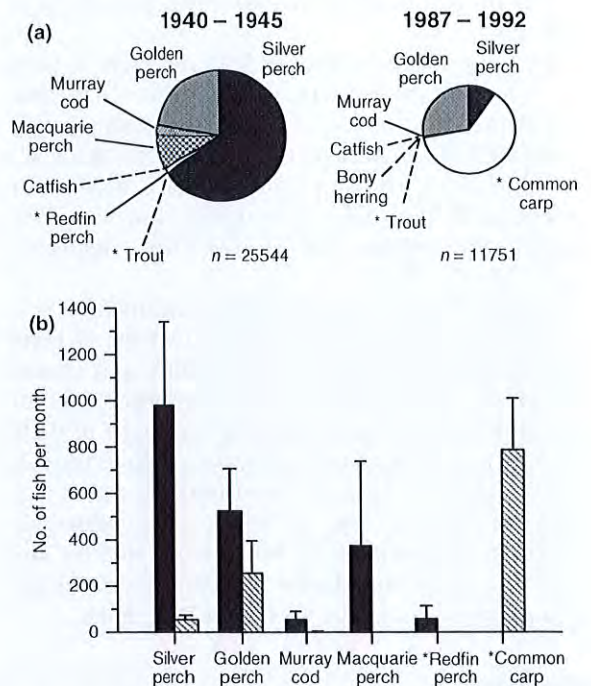 1940 – 1945
1987 – 1992
(a)
Golden
perch
Silver
perch
Murray
cod
Macquarie
perch
Catfish
* Redfin
perch
* Trout
n = 25544
Golden
perch
Silver
perch
Murray
cod
Catfish
Bony
herring
* Trout
* Common
carp
n = 11751
(b)
No. of fish per month
1400
1200
1000
800
600
400
200
0
Silver
perch
Golden
perch
Murray
cod
Macquarie
perch
*Redfin
perch
*Common
carp